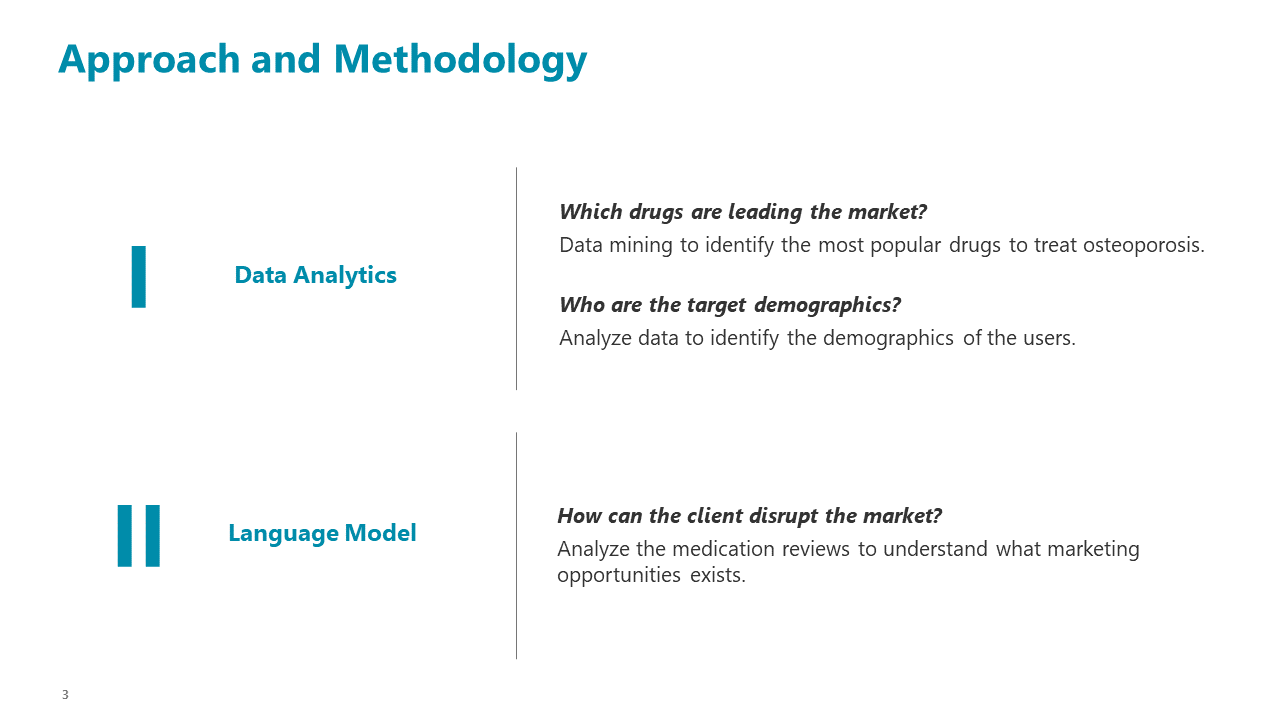 Approach and Methodology
I
Data Analytics
Which drugs are leading the market?
Data mining to identify the most popular drugs to treat osteoporosis.
Who are the target demographics?
Analyze data to identify the demographics of the users.
II
Language Model
How can the client disrupt the market?
Analyze the medication reviews to understand what marketing
opportunities exists.
3